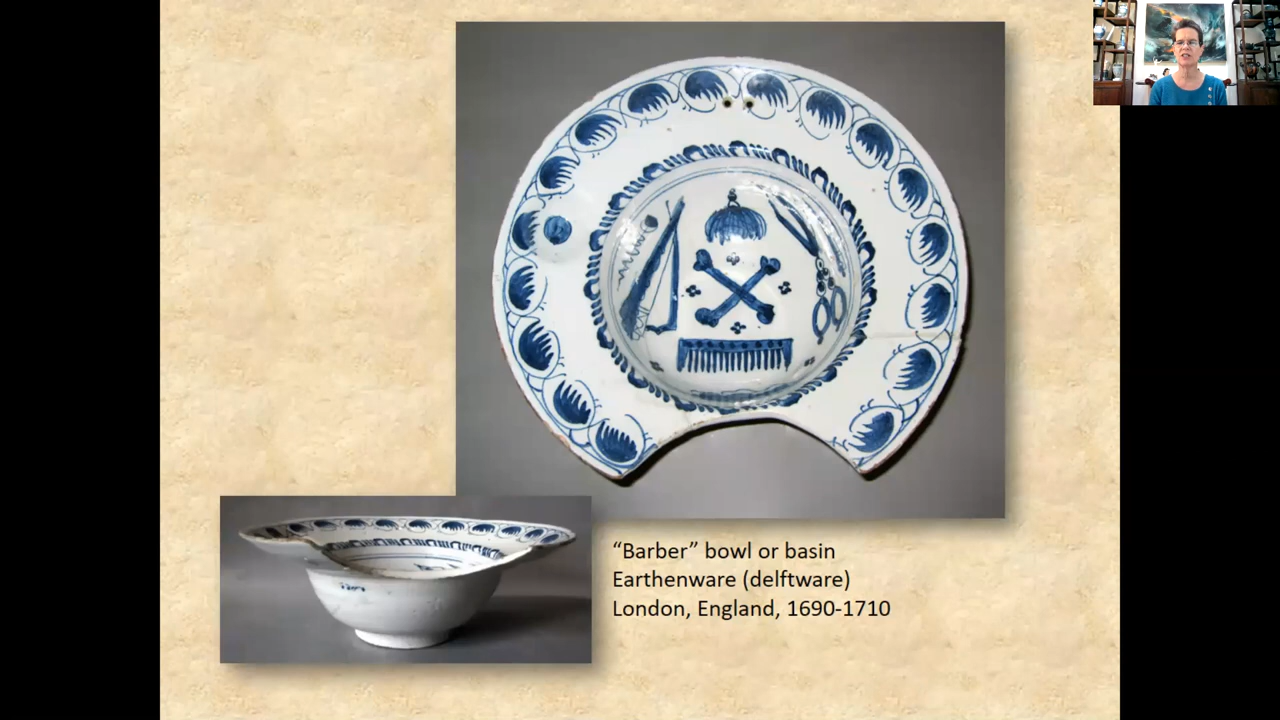 “Barber” bowl or basin
Earthenware (delftware)
London, England, 1690-1710